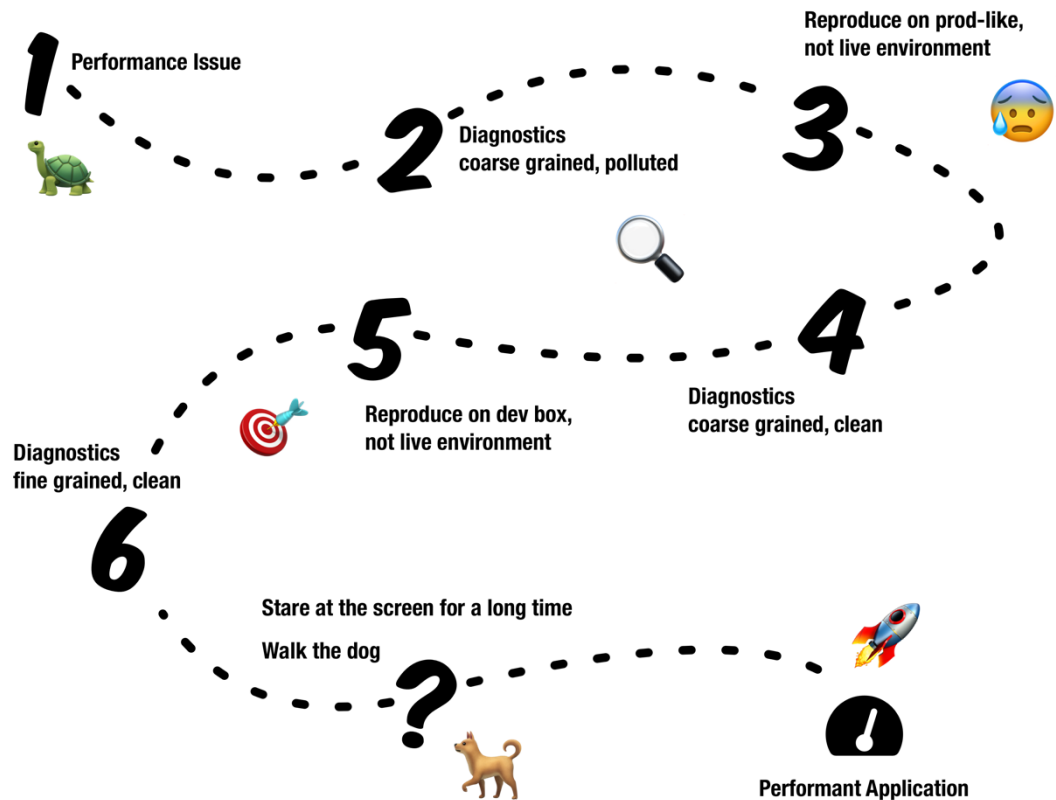 1
Performance Issue
2
Diagnostics
coarse grained, polluted
Reproduce on prod-like,
not live environment
3
4
Diagnostics
coarse grained, clean
5
Reproduce on dev box,
not live environment
Diagnostics
fine grained, clean
6
Stare at the screen for a long time
Walk the dog
?
Performant Application